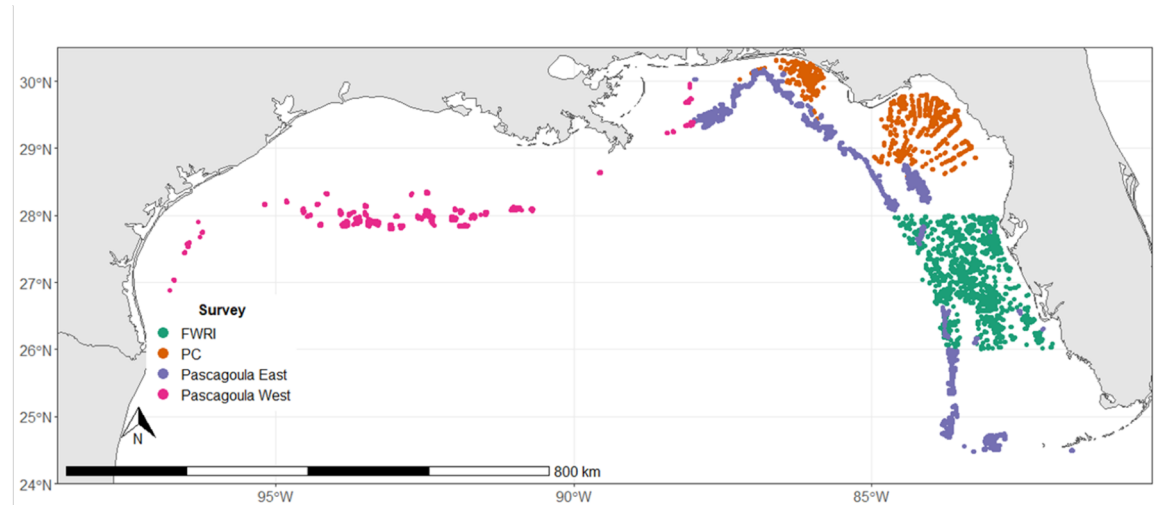 30°N
29°N
28°N
27°N
26°N
25°N
24°N
Survey
FWRI
PC
Pascagoula East
Pascagoula West
N
800 km
95°W
90°W
85°W